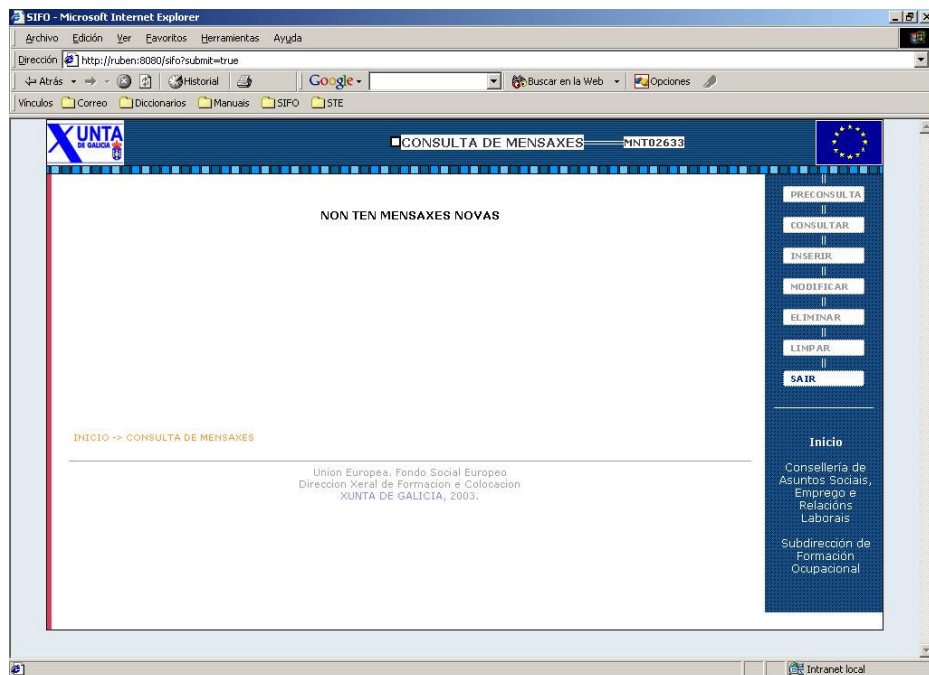 SIFO - Microsoft Internet Explorer
Archivo Edición Ver Favoritos Herramientas Ayuda
Dirección http://ruben:8080/sifo?submit=true
Atrás Historial Google Buscar en la Web Opciones
Vínculos Correo Diccionarios Manuais SIFO STE
XUNTA
DE GALICIA
CONSULTA DE MENSAXES MNT02633
NON TEN MENSAXES NOVAS
PRECONSULTA
CONSULTAR
INSERIR
MODIFICAR
ELIMINAR
LIMPAR
SAIR
INICIO -> CONSULTA DE MENSAXES
Union Europea. Fondo Social Europeo
Direccion Xeral de Formacion e Colocacion
XUNTA DE GALICIA, 2003.
Inicio
Consellería de
Asuntos Sociais,
Emprego e
Relacións
Laborais
Subdirección de
Formación
Ocupacional
Intranet local